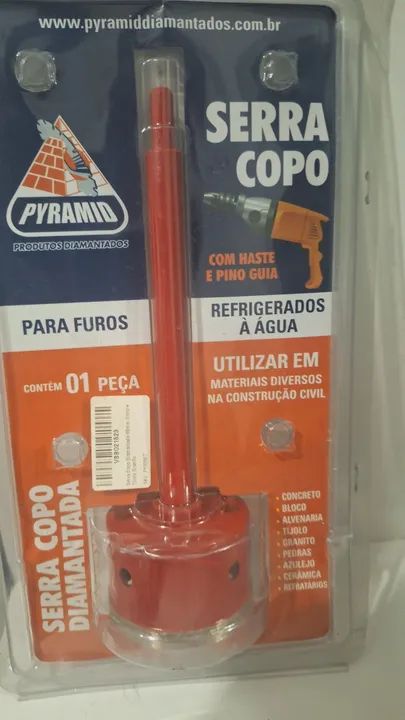 www.pyramiddiamantados.com.br
SERRA
COPO
PYRAMID
PRODUTOS DIAMANTADOS
COM HASTE
E PINO GUIA
PARA FUROS
REFRIGERADOS
À ÁGUA
CONTÉM 01 PEÇA
UTILIZAR EM
MATERIAIS DIVERSOS
NA CONSTRUÇÃO CIVIL
SERRA COPO
DIAMANTADA
• CONCRETO
• BLOCO
• ALVENARIA
• TIJOLO
• GRANITO
• PEDRAS
• AZULEJO
• CERÂMICA
• REFRATÁRIOS